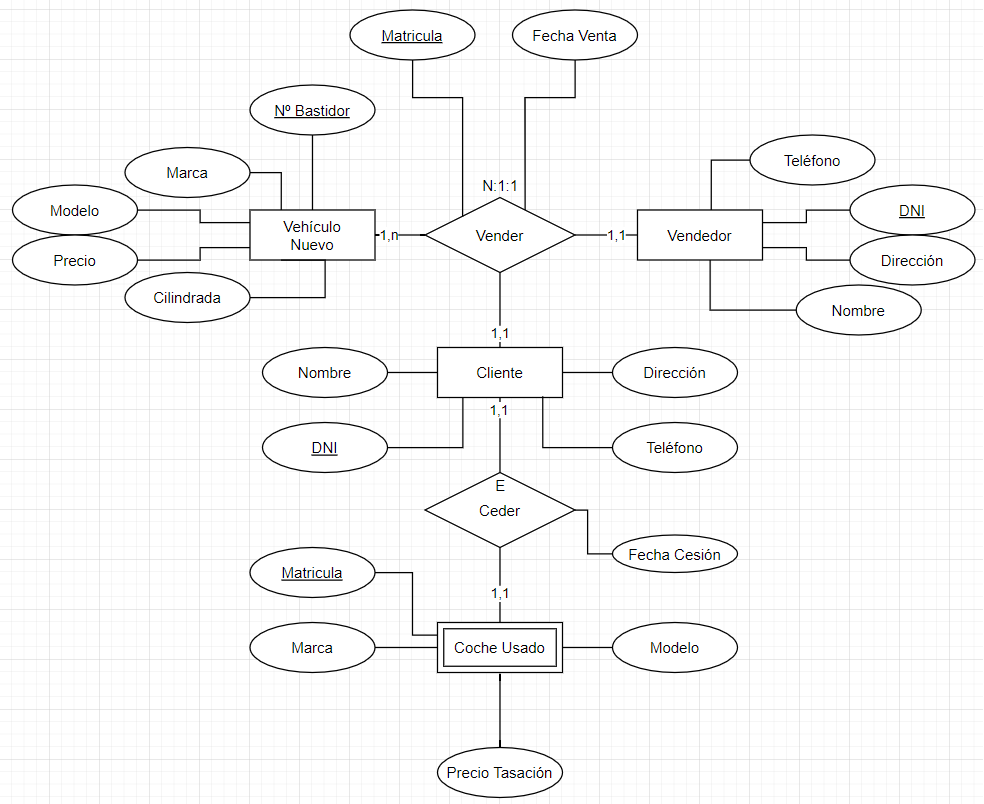 Matricula
Fecha Venta
Nº Bastidor
Marca
Teléfono
N:1:1
Modelo
DNI
Vehículo
Nuevo
1,n
Vender
1,1
Vendedor
Precio
Dirección
Cilindrada
Nombre
1,1
Nombre
Cliente
Dirección
1,1
DNI
Teléfono
E
Ceder
Fecha Cesión
Matricula
1,1
Marca
Coche Usado
Modelo
Precio Tasación